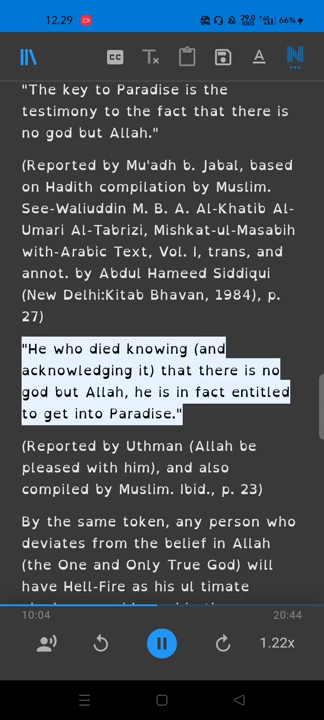 12.29
29.0
KB/S
4G
66%
CC
T×
A
N
"The key to Paradise is the
testimony to the fact that there is
no god but Allah."
(Reported by Mu'adh b. Jabal, based
on Hadith compilation by Muslim.
See-Waliuddin M. B. A. Al-Khatib Al-
Umari Al-Tabrizi, Mishkat-ul-Masabih
with-Arabic Text, Vol. I, trans, and
annot. by Abdul Hameed Siddiqui
(New Delhi:Kitab Bhavan, 1984), p.
27)
"He who died knowing (and
acknowledging it) that there is no
god but Allah, he is in fact entitled
to get into Paradise."
(Reported by Uthman (Allah be
pleased with him), and also
compiled by Muslim. Ibid., p. 23)
By the same token, any person who
deviates from the belief in Allah
(the One and Only True God) will
have Hell-Fire as his ul timate
10:04
20:44
1.22x